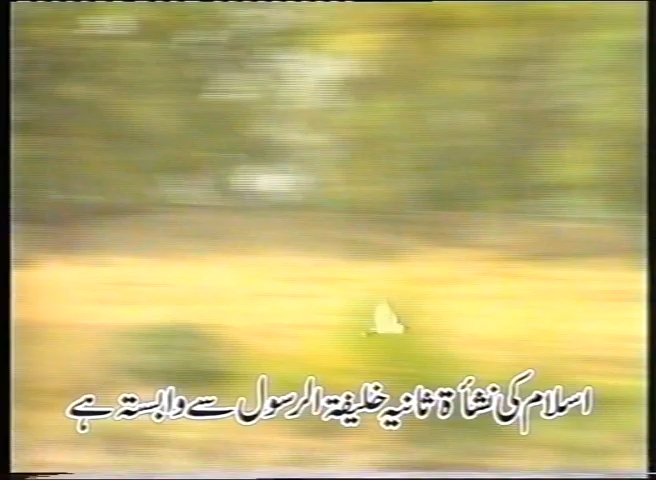 اسلام کی نشأۃ ثانیہ خلیفۃ الرسول سے وابستہ ہے